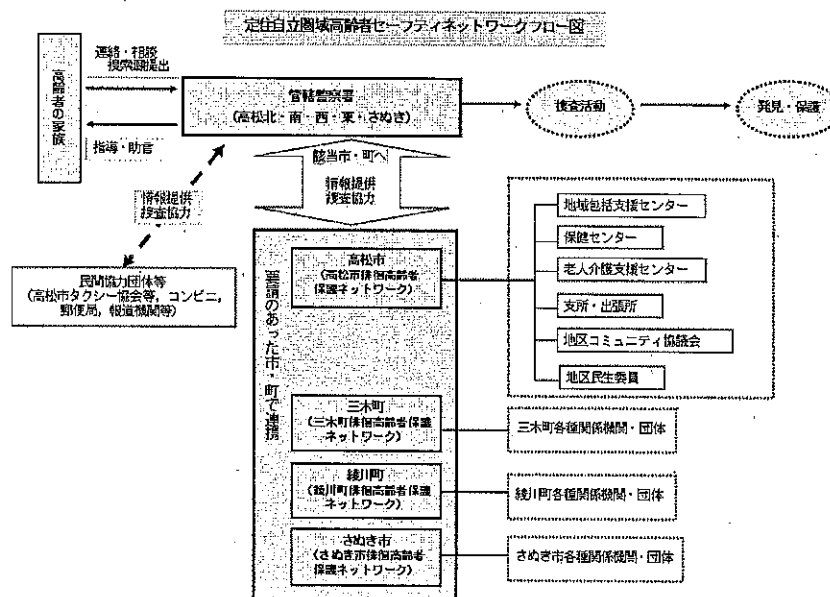 定住自立圏域高齢者セーフティネットワークフロー図
高齢者の家族
連絡・相談
捜索願提出
指導・助言
管轄警察署
(高松北・南・西・東・さぬき)
捜査活動
発見・保護
該当市・町へ
情報提供
捜査協力
情報提供
捜査協力
民間協力団体等
(高松市タクシー協会等,コンビニ,
郵便局,報道機関等)
要請のあった市・町で連携
高松市
(高松市徘徊高齢者
保護ネットワーク)
地域包括支援センター
保健センター
老人介護支援センター
支所・出張所
地区コミュニティ協議会
地区民生委員
三木町
(三木町徘徊高齢者保護
ネットワーク)
三木町各種関係機関・団体
綾川町
(綾川町徘徊高齢者保護
ネットワーク)
綾川町各種関係機関・団体
さぬき市
(さぬき市徘徊高齢者
保護ネットワーク)
さぬき市各種関係機関・団体